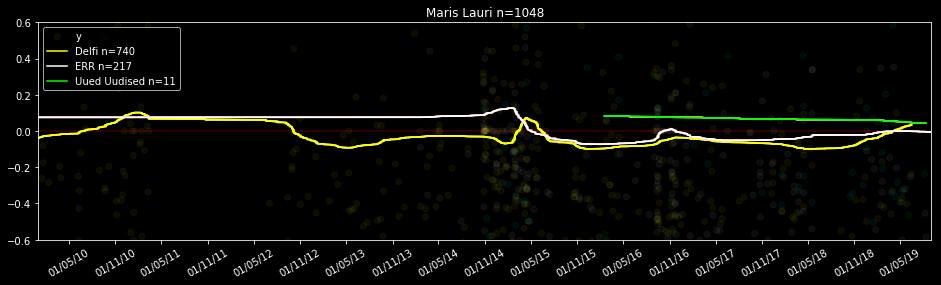 Maris Lauri n=1048
y
Delfi n=740
ERR n=217
Uued Uudised n=11
0.6
0.4
0.2
0.0
−0.2
−0.4
−0.6
01/05/10 01/11/10 01/05/11 01/11/11 01/05/12 01/11/12 01/05/13 01/11/13 01/05/14 01/11/14 01/05/15 01/11/15 01/05/16 01/11/16 01/05/17 01/11/17 01/05/18 01/11/18 01/05/19